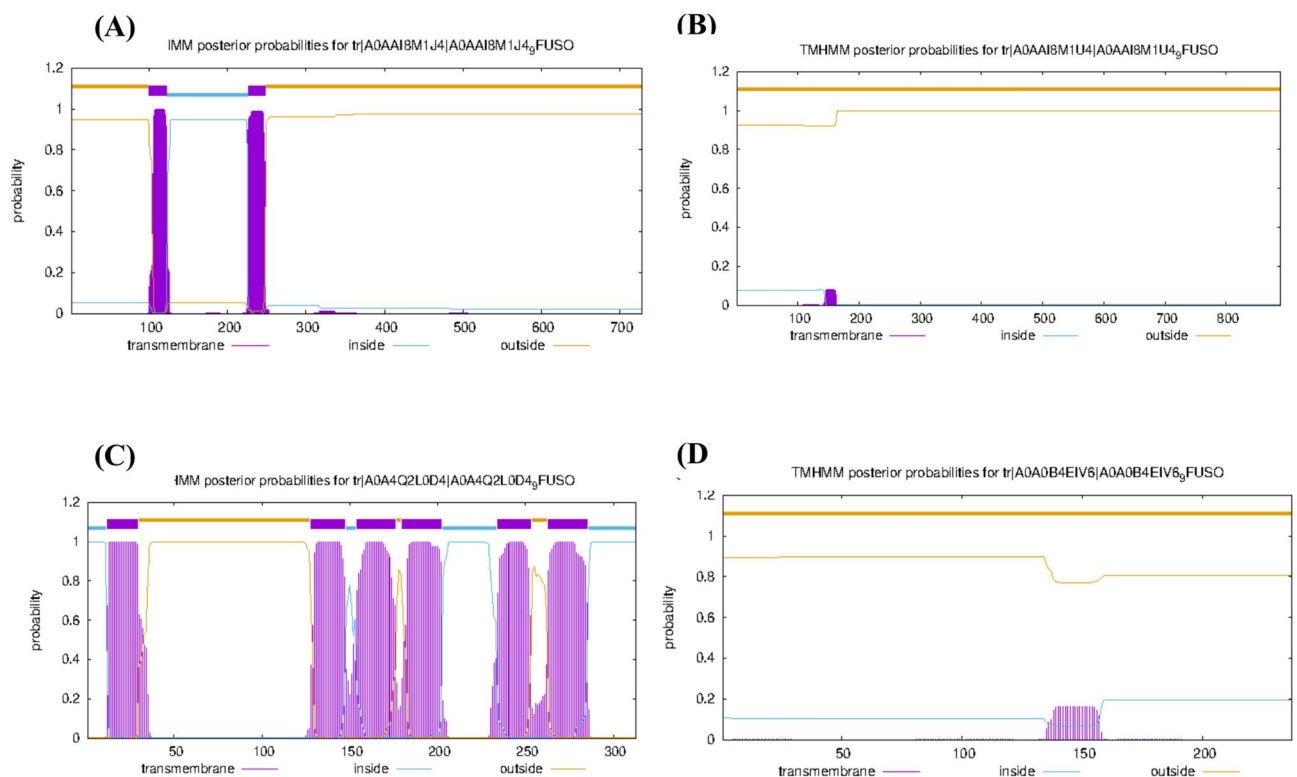 (A)
IMM posterior probabilities for tr|A0AAI8M1J4|A0AAI8M1J4₉FUSO
1.2
1
0.8
0.6
0.4
0.2
0
probability
100 200 300 400 500 600 700
transmembrane inside outside
(B)
TMHMM posterior probabilities for tr|A0AAI8M1U4|A0AAI8M1U4₉FUSO
1.2
1
0.8
0.6
0.4
0.2
0
probability
100 200 300 400 500 600 700 800
transmembrane inside outside
(C)
IMM posterior probabilities for tr|A0A4Q2L0D4|A0A4Q2L0D4₉FUSO
1.2
1
0.8
0.6
0.4
0.2
0
probability
50 100 150 200 250 300
transmembrane inside outside
(D
TMHMM posterior probabilities for tr|A0A0B4EIV6|A0A0B4EIV6₉FUSO
1.2
1
0.8
0.6
0.4
0.2
0
probability
50 100 150 200
transmembrane inside outside